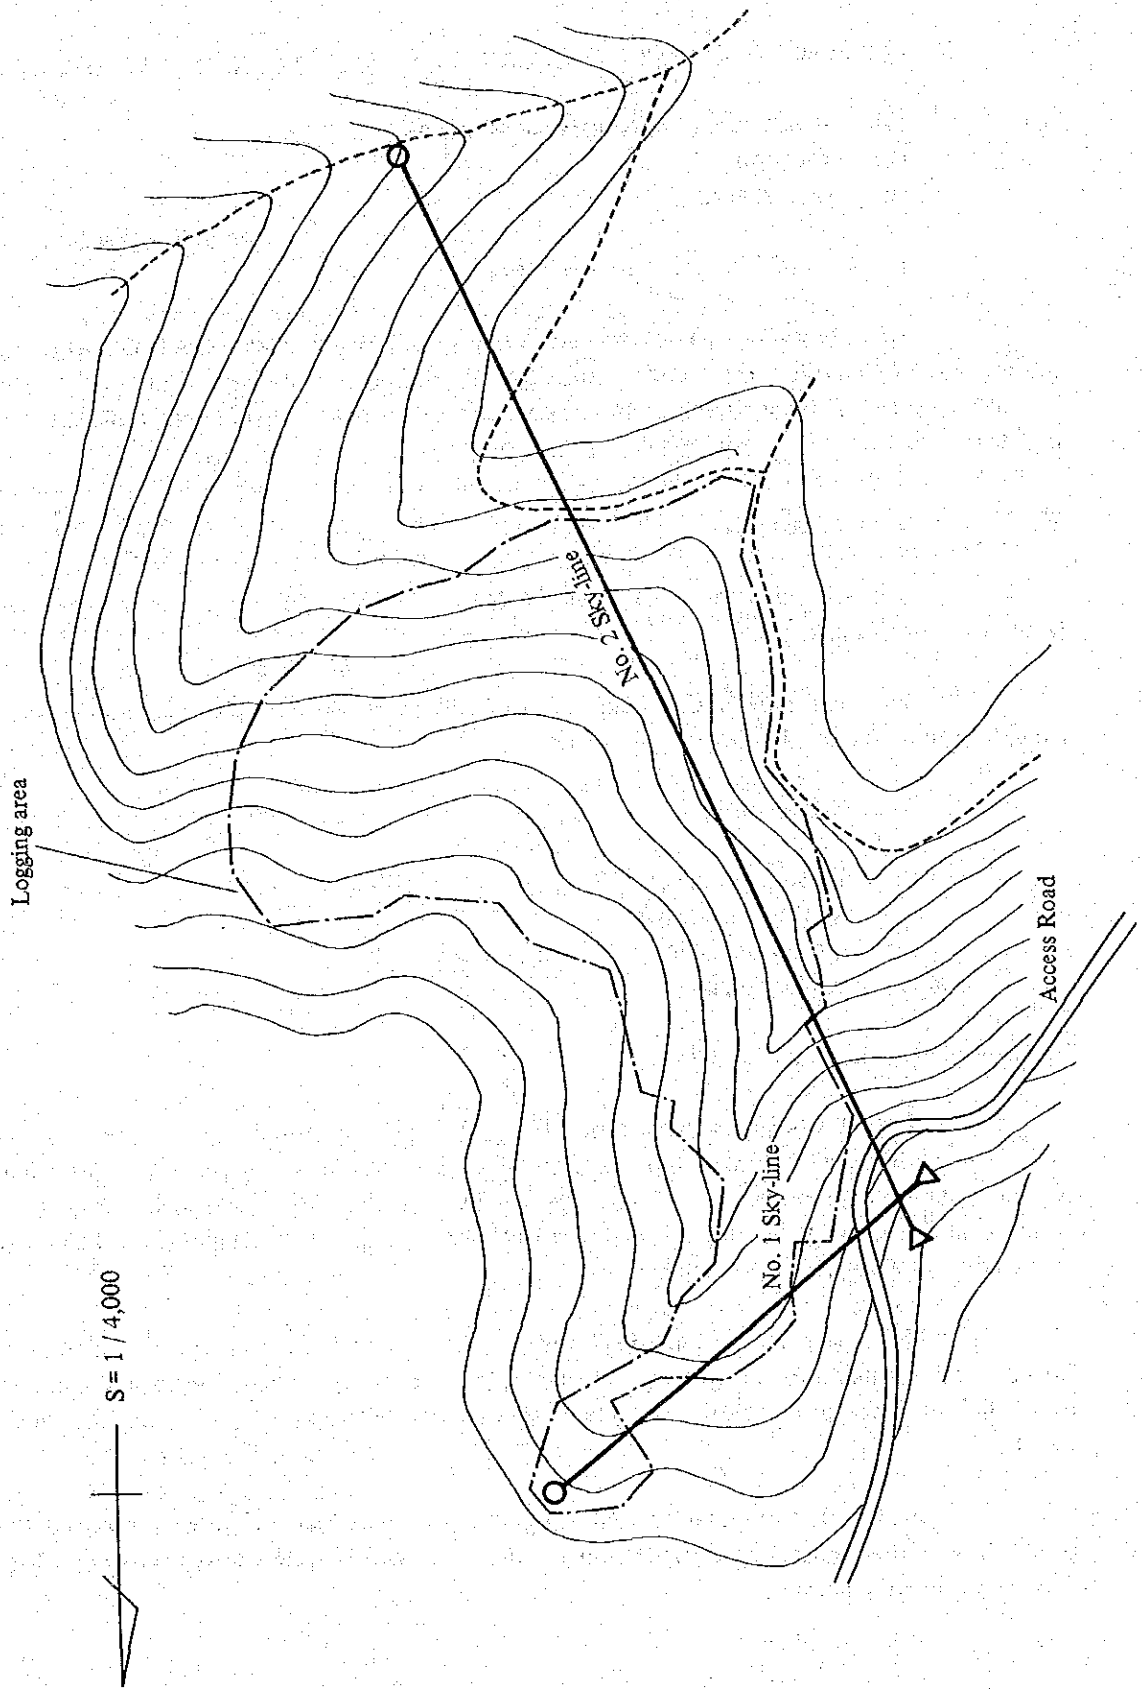 Logging area
No. 2 Sky-line
Access Road
No. 1 Sky-line
S = 1 / 4,000